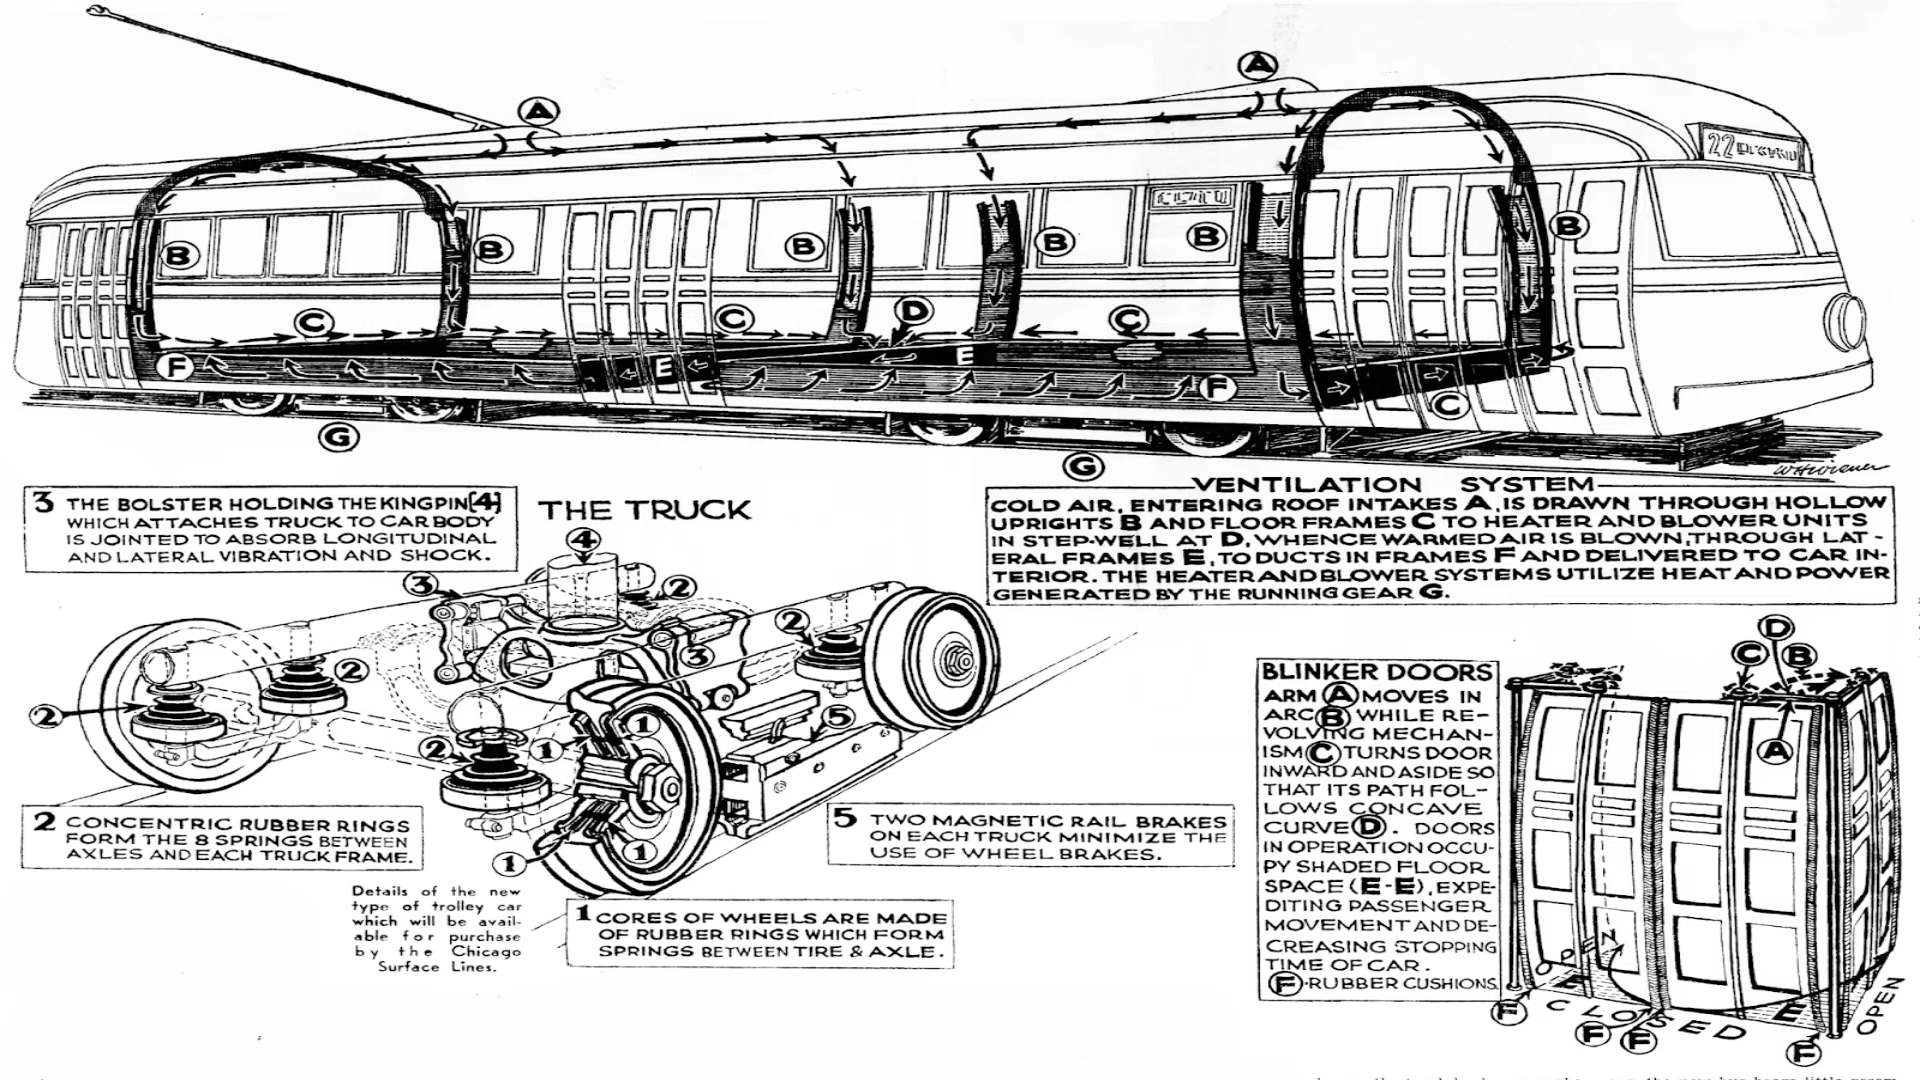 A
A
22
B
B
B
B
B
B
C
C
D
C
F
E
E
F
C
G
G
3 THE BOLSTER HOLDING THE KINGPIN(4)
WHICH ATTACHES TRUCK TO CAR BODY
IS JOINTED TO ABSORB LONGITUDINAL
AND LATERAL VIBRATION AND SHOCK.
THE TRUCK
VENTILATION SYSTEM
COLD AIR, ENTERING ROOF INTAKES A, IS DRAWN THROUGH HOLLOW
UPRIGHTS B AND FLOOR FRAMES C TO HEATER AND BLOWER UNITS
IN STEP-WELL AT D, WHENCE WARMED AIR IS BLOWN, THROUGH LAT-
ERAL FRAMES E, TO DUCTS IN FRAMES F AND DELIVERED TO CAR IN-
TERIOR. THE HEATER AND BLOWER SYSTEMS UTILIZE HEAT AND POWER
GENERATED BY THE RUNNING GEAR G.
4
3
2
2
3
2
2
5
1
1
2
1
1
2 CONCENTRIC RUBBER RINGS
FORM THE 8 SPRINGS BETWEEN
AXLES AND EACH TRUCK FRAME.
5 TWO MAGNETIC RAIL BRAKES
ON EACH TRUCK MINIMIZE THE
USE OF WHEEL BRAKES.
Details of the new
type of trolley car
which will be avail-
able for purchase
by the Chicago
Surface Lines.
1 CORES OF WHEELS ARE MADE
OF RUBBER RINGS WHICH FORM
SPRINGS BETWEEN TIRE & AXLE.
BLINKER DOORS
ARM A MOVES IN
ARC B WHILE RE-
VOLVING MECHAN-
ISM C TURNS DOOR
INWARD AND ASIDE SO
THAT ITS PATH FOL-
LOWS CONCAVE
CURVE D. DOORS
IN OPERATION OCCU-
PY SHADED FLOOR
SPACE (E-E), EXPE-
DITING PASSENGER
MOVEMENT AND DE-
CREASING STOPPING
TIME OF CAR.
F-RUBBER CUSHIONS.
D
C
B
A
OPEN
E
CLOSED
E
OPEN
F
F
F
F